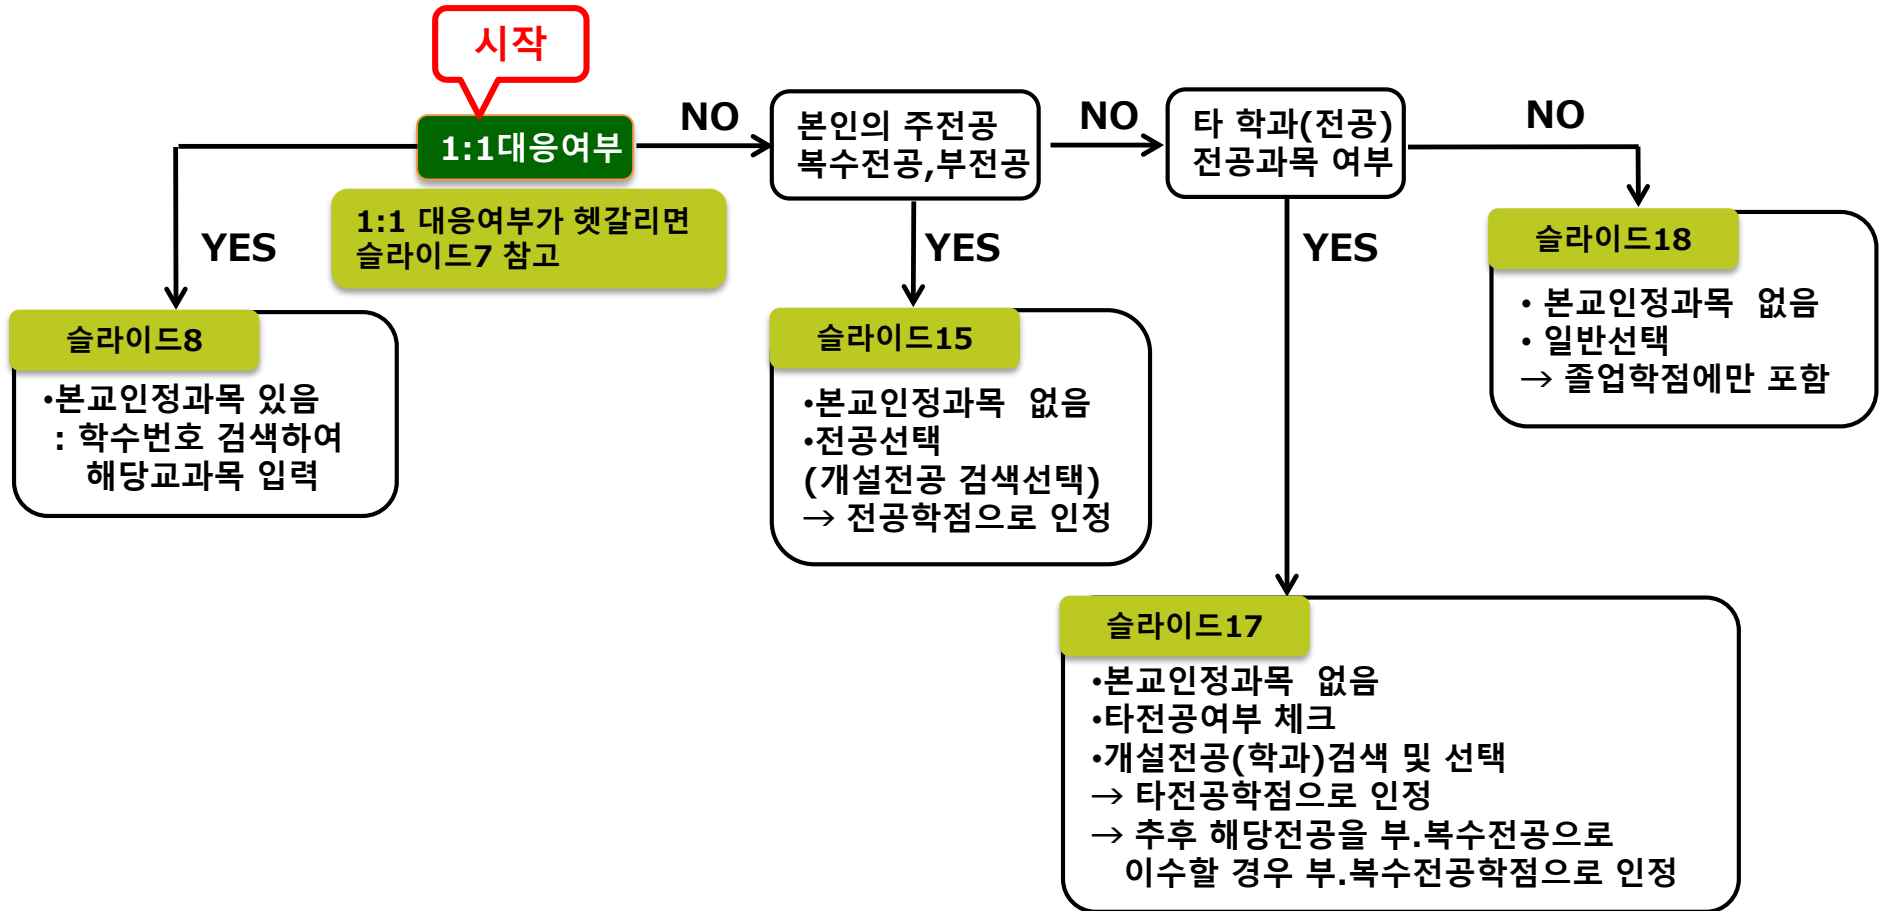 시작
1:1대응여부
NO
본인의 주전공
복수전공,부전공
NO
타 학과(전공)
전공과목 여부
NO
1:1 대응여부가 헷갈리면
슬라이드7 참고
YES
YES
YES
슬라이드8
•본교인정과목 있음
: 학수번호 검색하여
해당교과목 입력
슬라이드15
•본교인정과목 없음
•전공선택
(개설전공 검색선택)
→ 전공학점으로 인정
슬라이드18
• 본교인정과목 없음
• 일반선택
→ 졸업학점에만 포함
슬라이드17
•본교인정과목 없음
•타전공여부 체크
•개설전공(학과)검색 및 선택
→ 타전공학점으로 인정
→ 추후 해당전공을 부.복수전공으로
이수할 경우 부.복수전공학점으로 인정